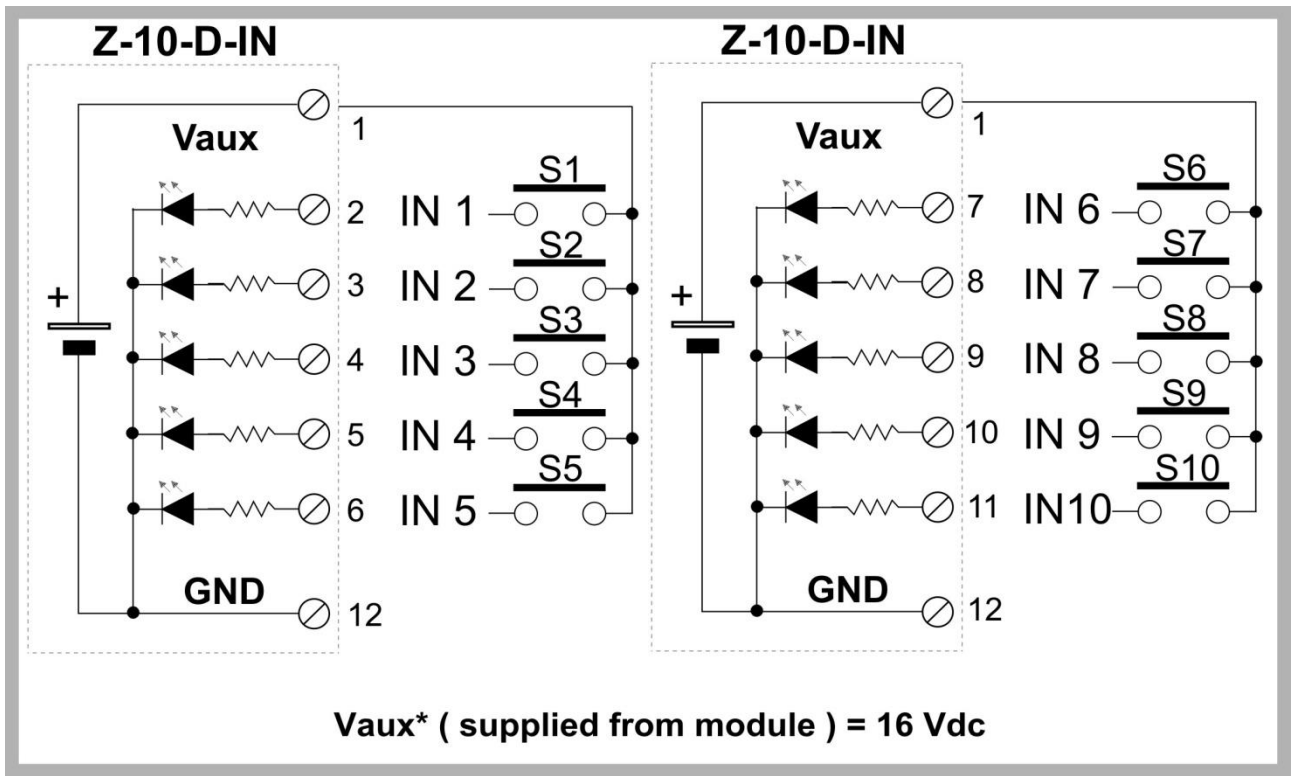 Z-10-D-IN
1
Vaux
S1
2
IN 1
S2
3
IN 2
+
S3
4
IN 3
S4
5
IN 4
S5
6
IN 5
GND
12
Z-10-D-IN
1
Vaux
S6
7
IN 6
S7
8
IN 7
+
S8
9
IN 8
S9
10
IN 9
S10
11
IN10
GND
12
Vaux* ( supplied from module ) = 16 Vdc